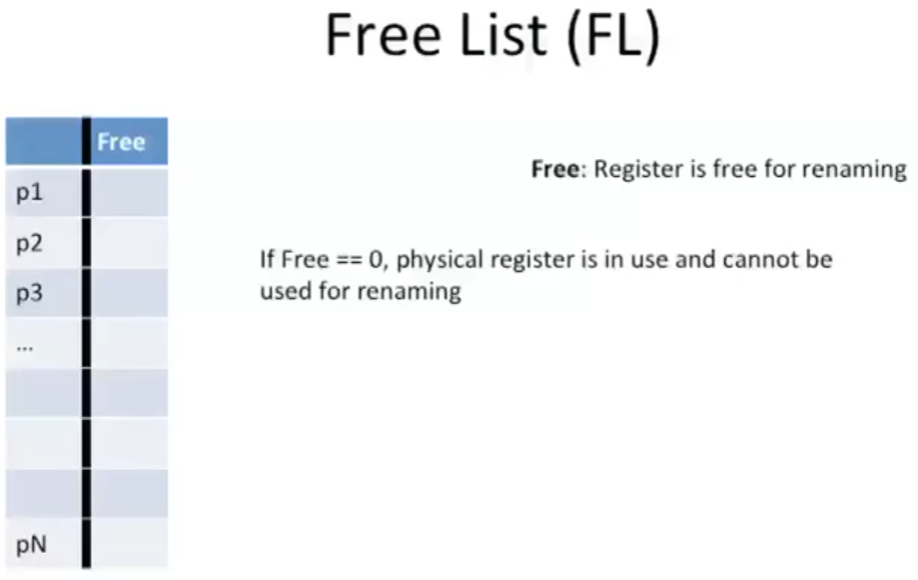 Free List (FL)
Free
Free: Register is free for renaming
p1
p2
If Free == 0, physical register is in use and cannot be
used for renaming
p3
...
pN